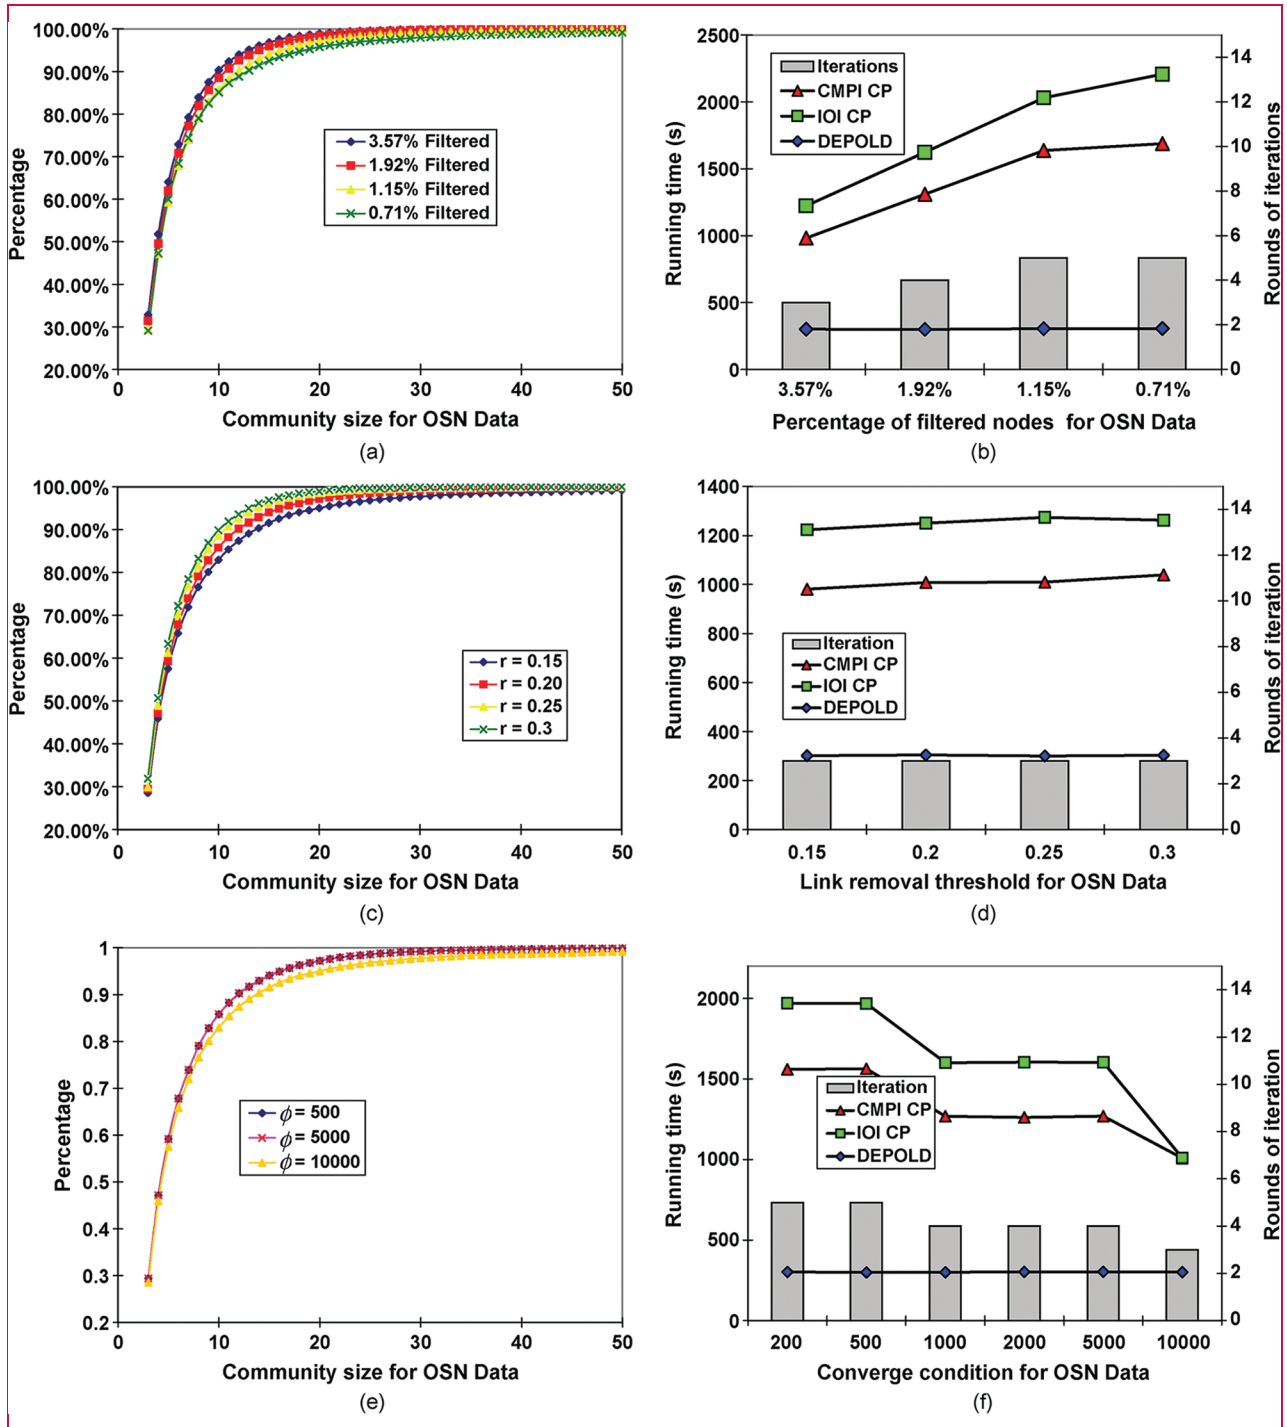 100.00%
90.00%
80.00%
70.00%
60.00%
50.00%
40.00%
30.00%
20.00%
Percentage
3.57% Filtered
1.92% Filtered
1.15% Filtered
0.71% Filtered
0 10 20 30 40 50
Community size for OSN Data
(a)
2500
2000
1500
1000
500
0
Running time (s)
Iterations
CMPI CP
IOI CP
DEPOLD
14
12
10
8
6
4
2
0
Rounds of iterations
3.57% 1.92% 1.15% 0.71%
Percentage of filtered nodes for OSN Data
(b)
100.00%
90.00%
80.00%
70.00%
60.00%
50.00%
40.00%
30.00%
20.00%
Percentage
r = 0.15
r = 0.20
r = 0.25
r = 0.3
0 10 20 30 40 50
Community size for OSN Data
(c)
1400
1200
1000
800
600
400
200
0
Running time (s)
Iteration
CMPI CP
IOI CP
DEPOLD
14
12
10
8
6
4
2
0
Rounds of iteration
0.15 0.2 0.25 0.3
Link removal threshold for OSN Data
(d)
1
0.9
0.8
0.7
0.6
0.5
0.4
0.3
0.2
Percentage
ϕ = 500
ϕ = 5000
ϕ = 10000
0 10 20 30 40 50
Community size for OSN Data
(e)
2000
1500
1000
500
0
Running time (s)
Iteration
CMPI CP
IOI CP
DEPOLD
14
12
10
8
6
4
2
0
Rounds of iteration
200 500 1000 2000 5000 10000
Converge condition for OSN Data
(f)